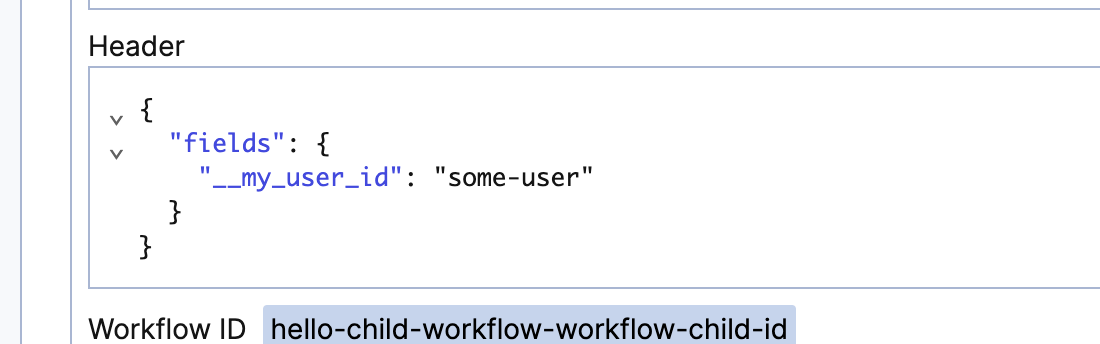 Header
{
"fields": {
"__my_user_id": "some-user"
}
}
Workflow ID hello-child-workflow-workflow-child-id